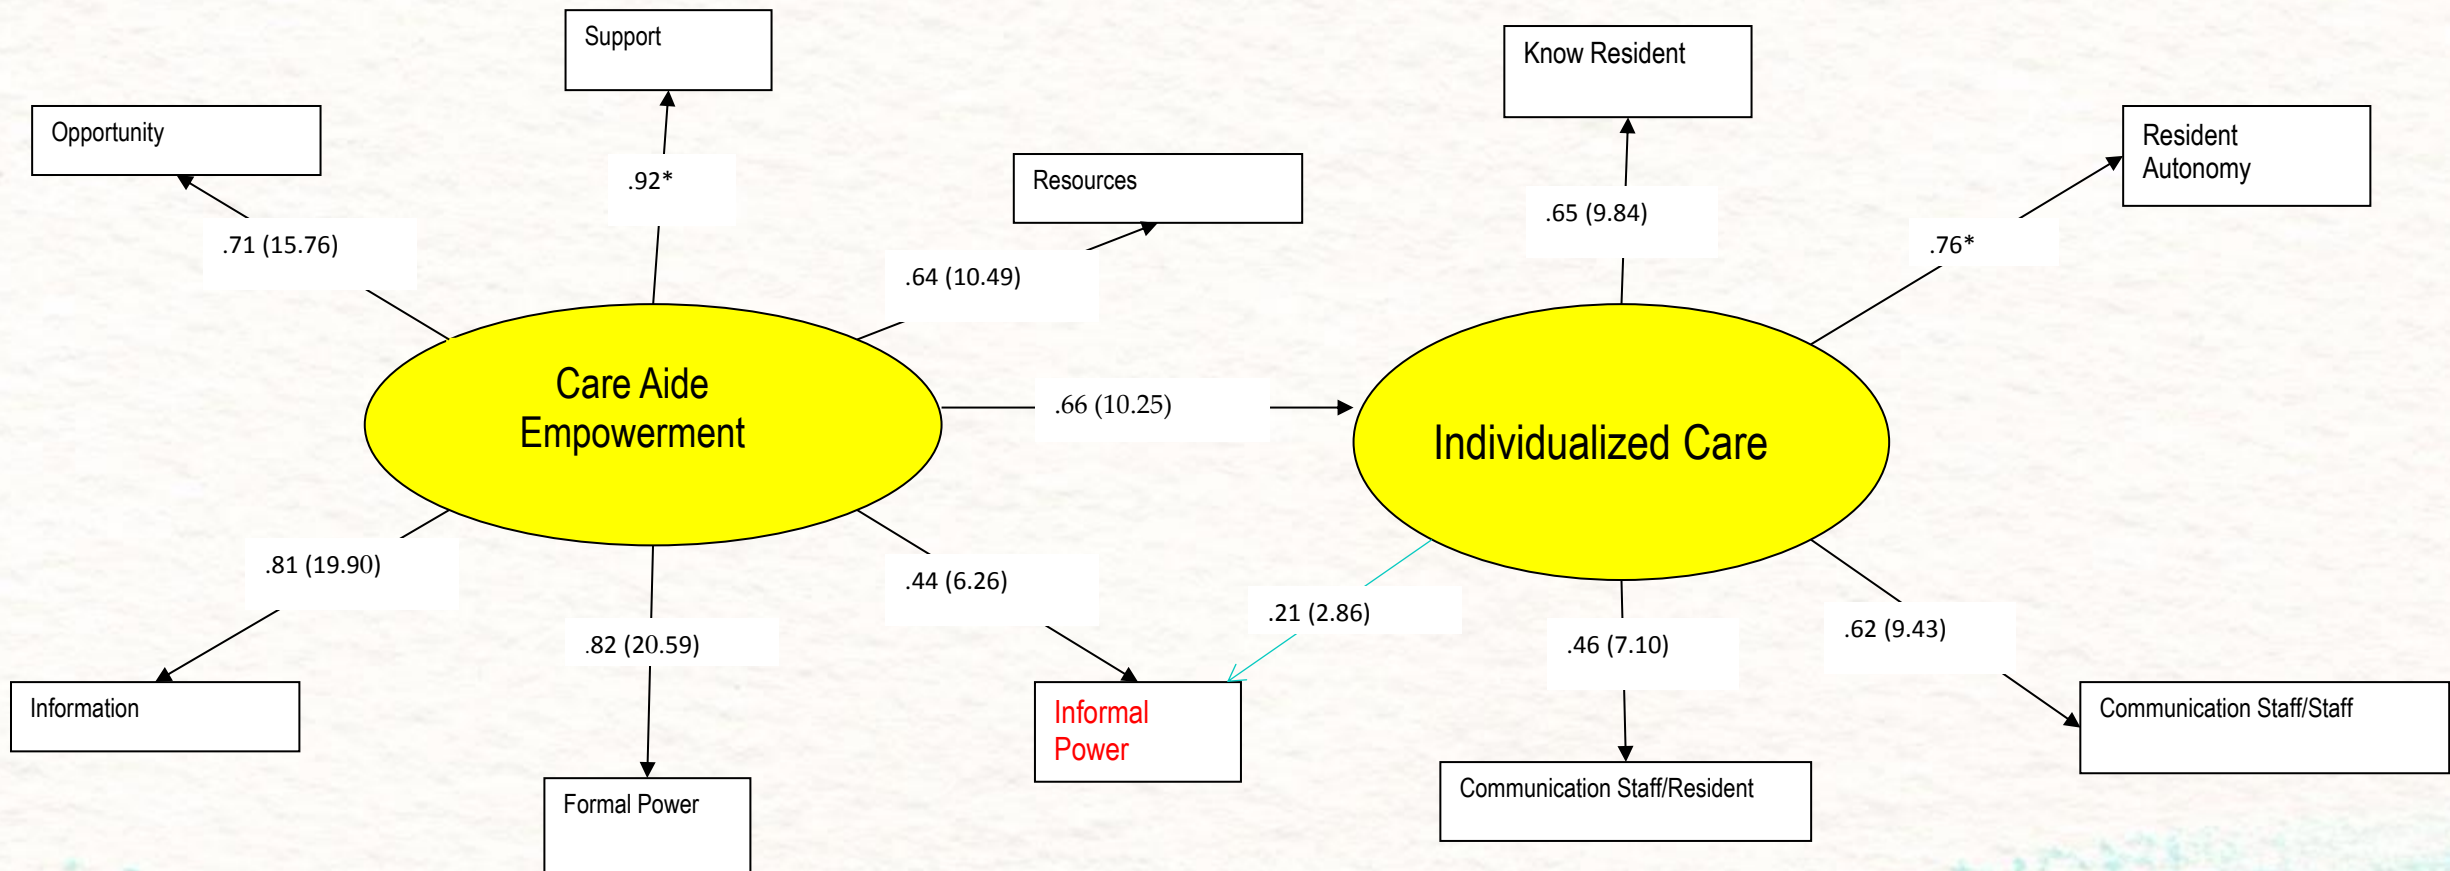 Support
Know Resident
Opportunity
Resident
Autonomy
.92*
Resources
.65 (9.84)
.71 (15.76)
.76*
.64 (10.49)
Care Aide
Empowerment
.66 (10.25)
Individualized Care
.81 (19.90)
.44 (6.26)
.21 (2.86)
.82 (20.59)
.46 (7.10)
.62 (9.43)
Information
Informal
Power
Communication Staff/Staff
Formal Power
Communication Staff/Resident